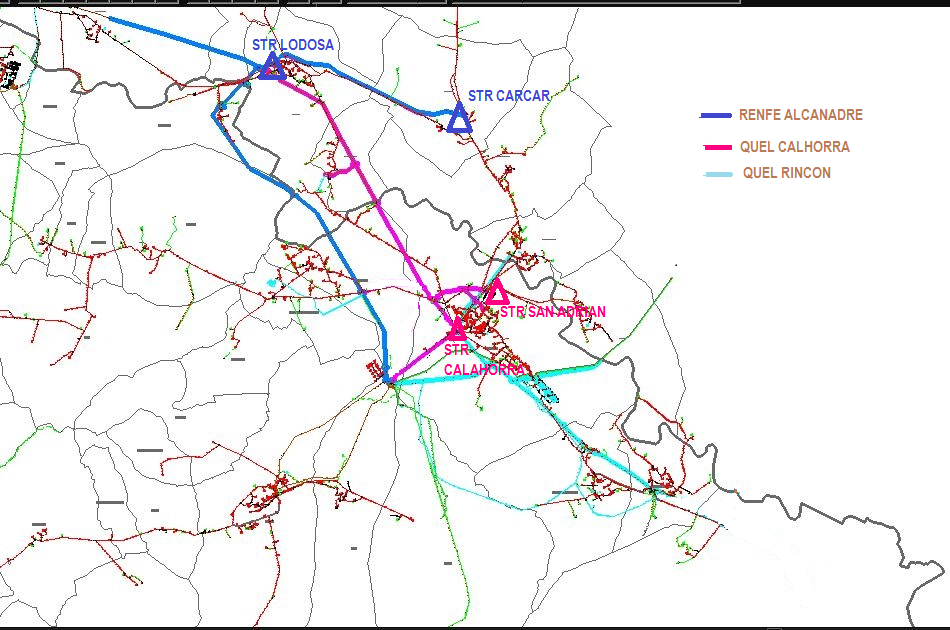 STR LODOSA
STR CARCAR
RENFE ALCANADRE
QUEL CALHORRA
QUEL RINCON
STR SAN ADRIAN
STR
CALAHORRA